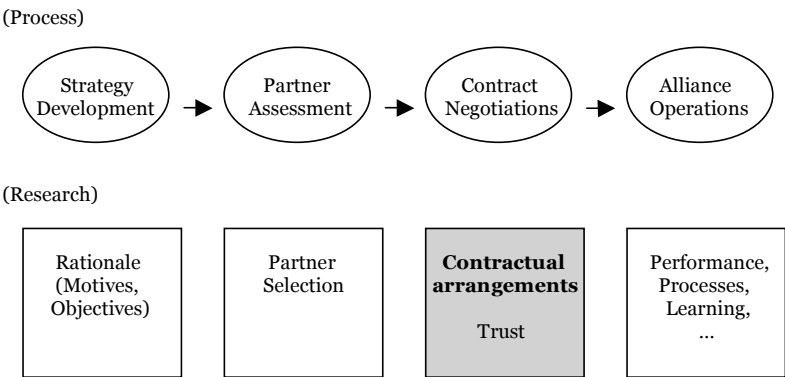 (Process)
Strategy
Development
Partner
Assessment
Contract
Negotiations
Alliance
Operations
(Research)
Rationale
(Motives,
Objectives)
Partner
Selection
Contractual
arrangements
Trust
Performance,
Processes,
Learning,
...